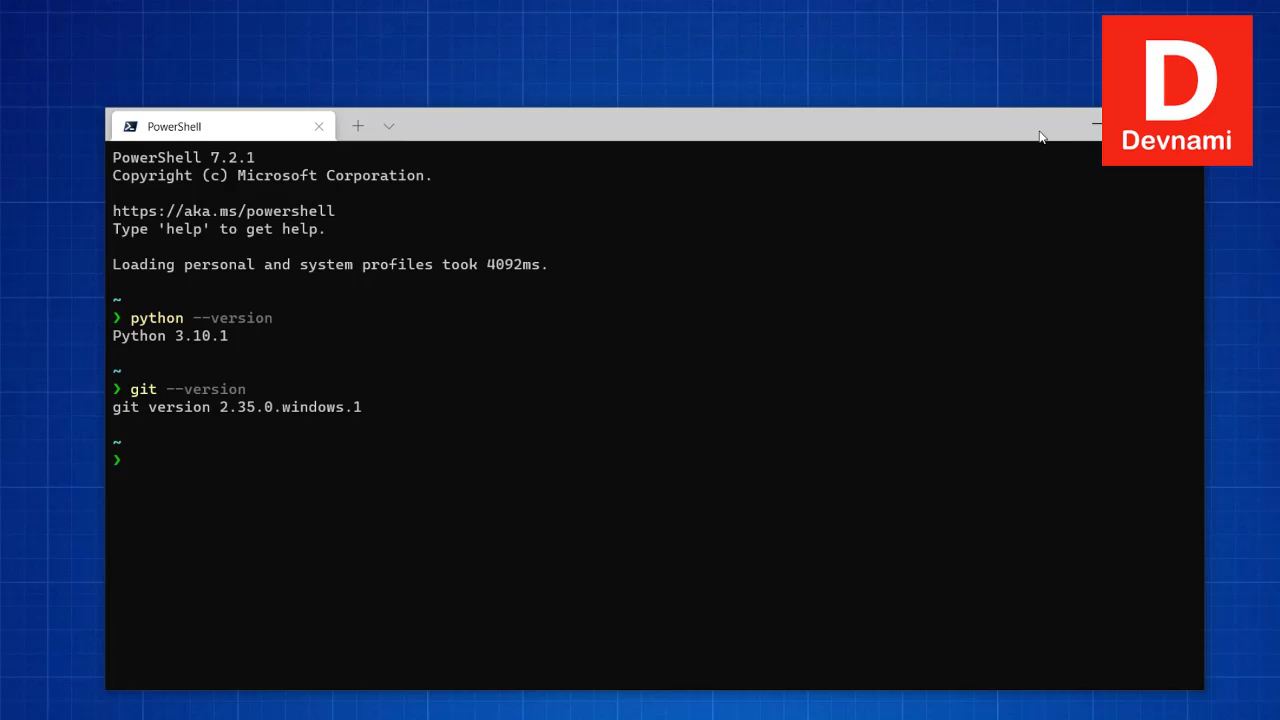 D
Devnami
PowerShell
PowerShell 7.2.1
Copyright (c) Microsoft Corporation.
https://aka.ms/powershell
Type 'help' to get help.
Loading personal and system profiles took 4092ms.
~
❯ python --version
Python 3.10.1
~
❯ git --version
git version 2.35.0.windows.1
~
❯